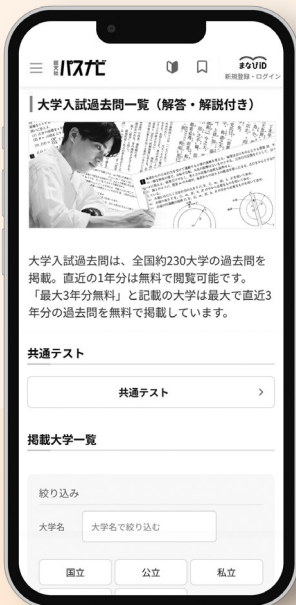 旺文社 パスナビ
まなびID
新規登録・ログイン
大学入試過去問一覧（解答・解説付き）
大学入試過去問は、全国約230大学の過去問を
掲載。直近の1年分は無料で閲覧可能です。
「最大3年分無料」と記載の大学は最大で直近3
年分の過去問を無料で掲載しています。
共通テスト
共通テスト
掲載大学一覧
絞り込み
大学名 大学名で絞り込む
国立 公立 私立